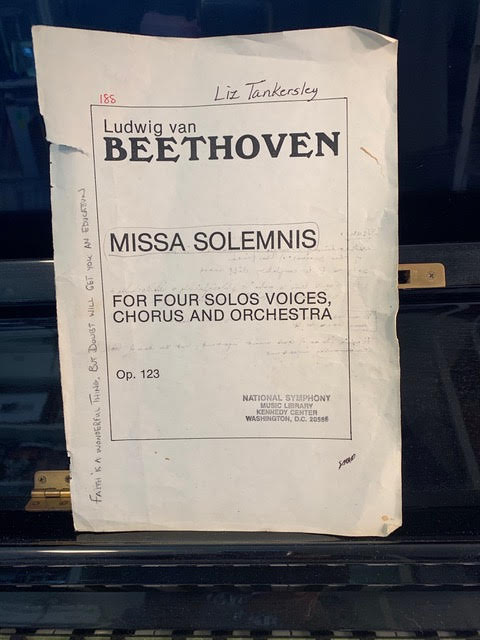 188
Liz Tankersley
Ludwig van
BEETHOVEN
MISSA SOLEMNIS
FOR FOUR SOLOS VOICES,
CHORUS AND ORCHESTRA
Op. 123
NATIONAL SYMPHONY
MUSIC LIBRARY
KENNEDY CENTER
WASHINGTON, D.C. 20566
FAITH IS A WONDERFUL THING, BUT DOUBT WILL GET YOU AN EDUCATION